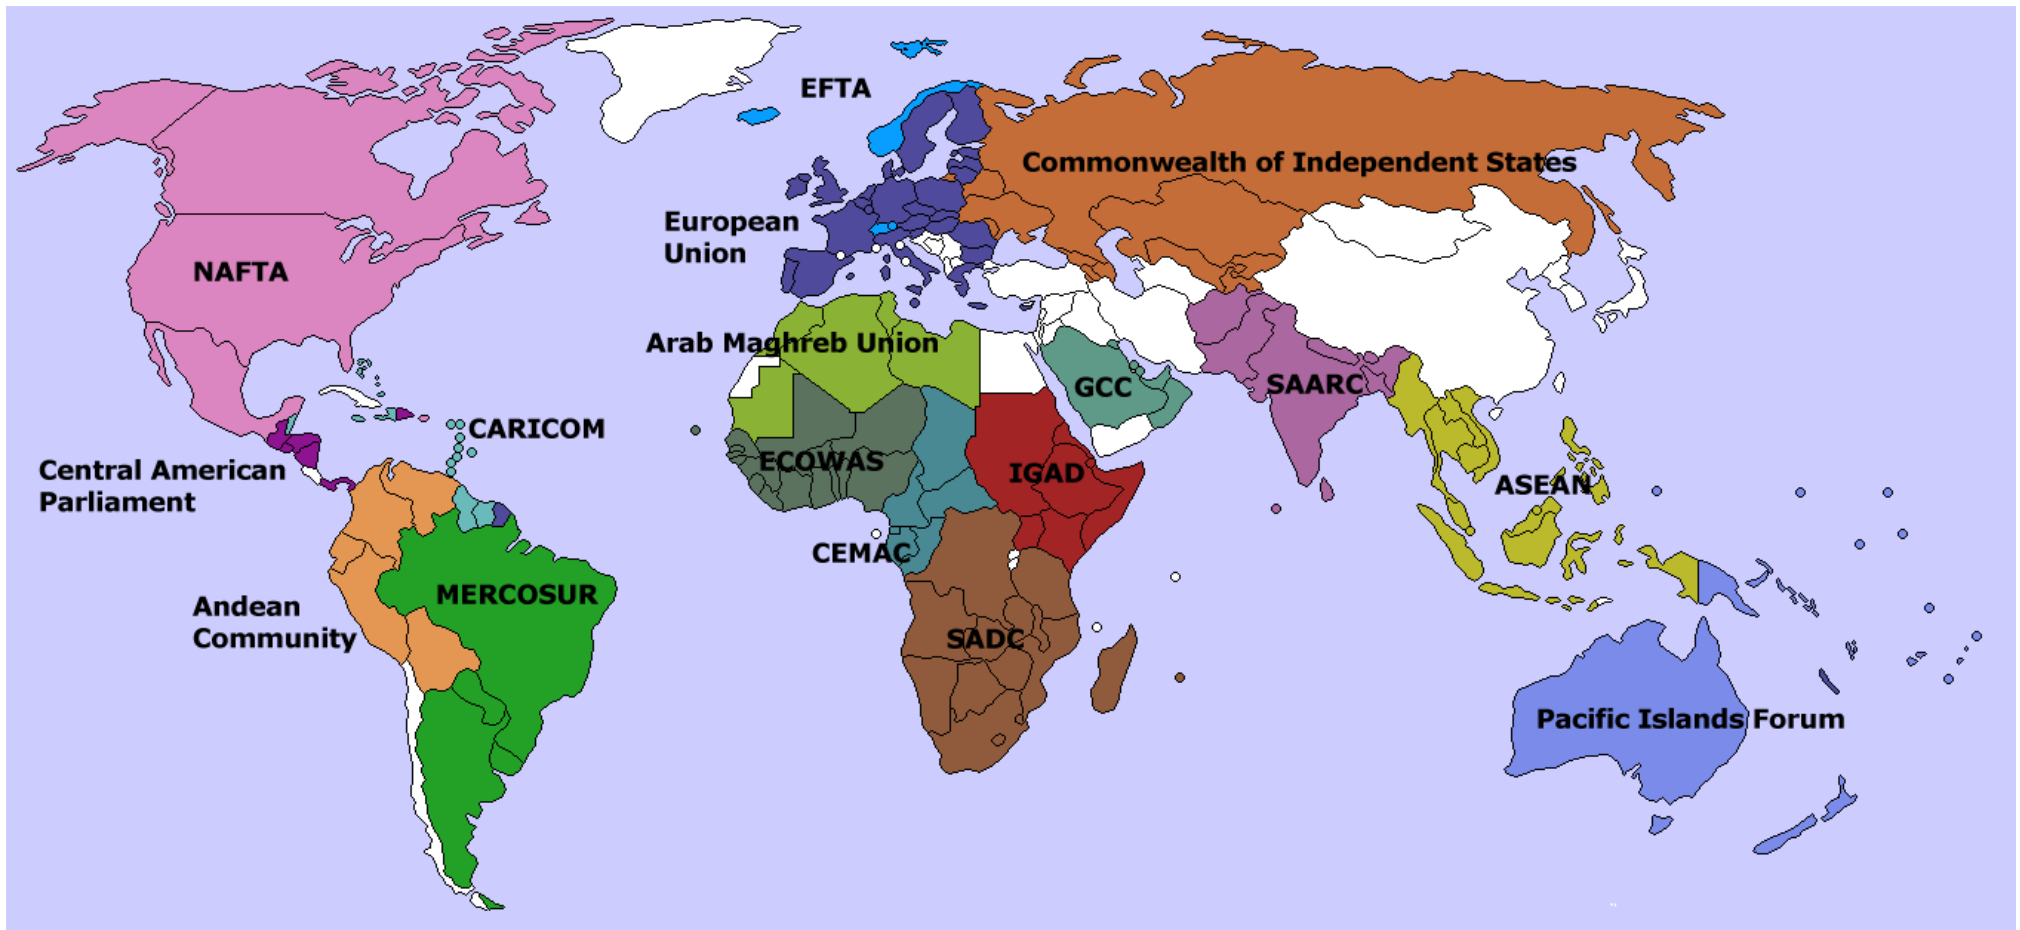 EFTA
Commonwealth of Independent States
European
Union
NAFTA
Arab Maghreb Union
GCC
SAARC
CARICOM
Central American
Parliament
ECOWAS
IGAD
ASEAN
CEMAC
MERCOSUR
Andean
Community
SADC
Pacific Islands Forum